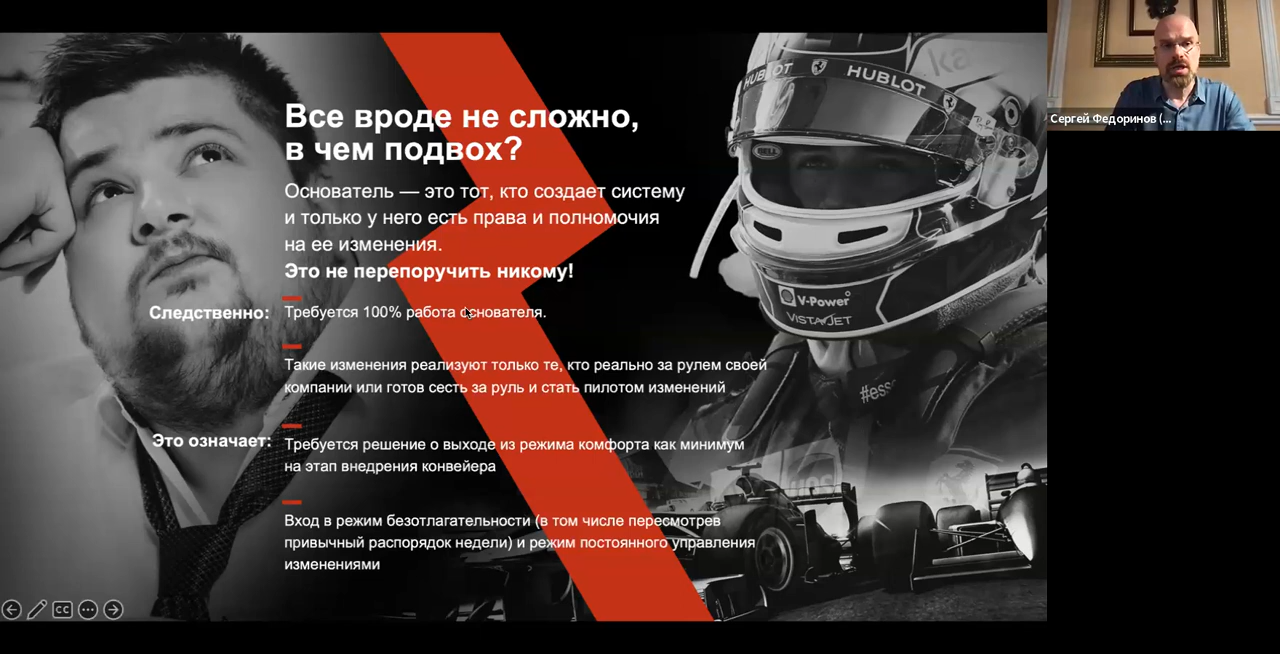 Все вроде не сложно,
в чем подвох?
Основатель — это тот, кто создает систему
и только у него есть права и полномочия
на ее изменения.
Это не перепоручить никому!
Следственно:
Требуется 100% работа основателя.
Такие изменения реализуют только те, кто реально за рулем своей
компании или готов сесть за руль и стать пилотом изменений
Это означает:
Требуется решение о выходе из режима комфорта как минимум
на этап внедрения конвейера
Вход в режим безотлагательности (в том числе пересмотрев
привычный распорядок недели) и режим постоянного управления
изменениями
HUBLOT
HUBLOT
ka
BELL
V-Power
VISTAJET
#esse
CC
Сергей Федоринов (...